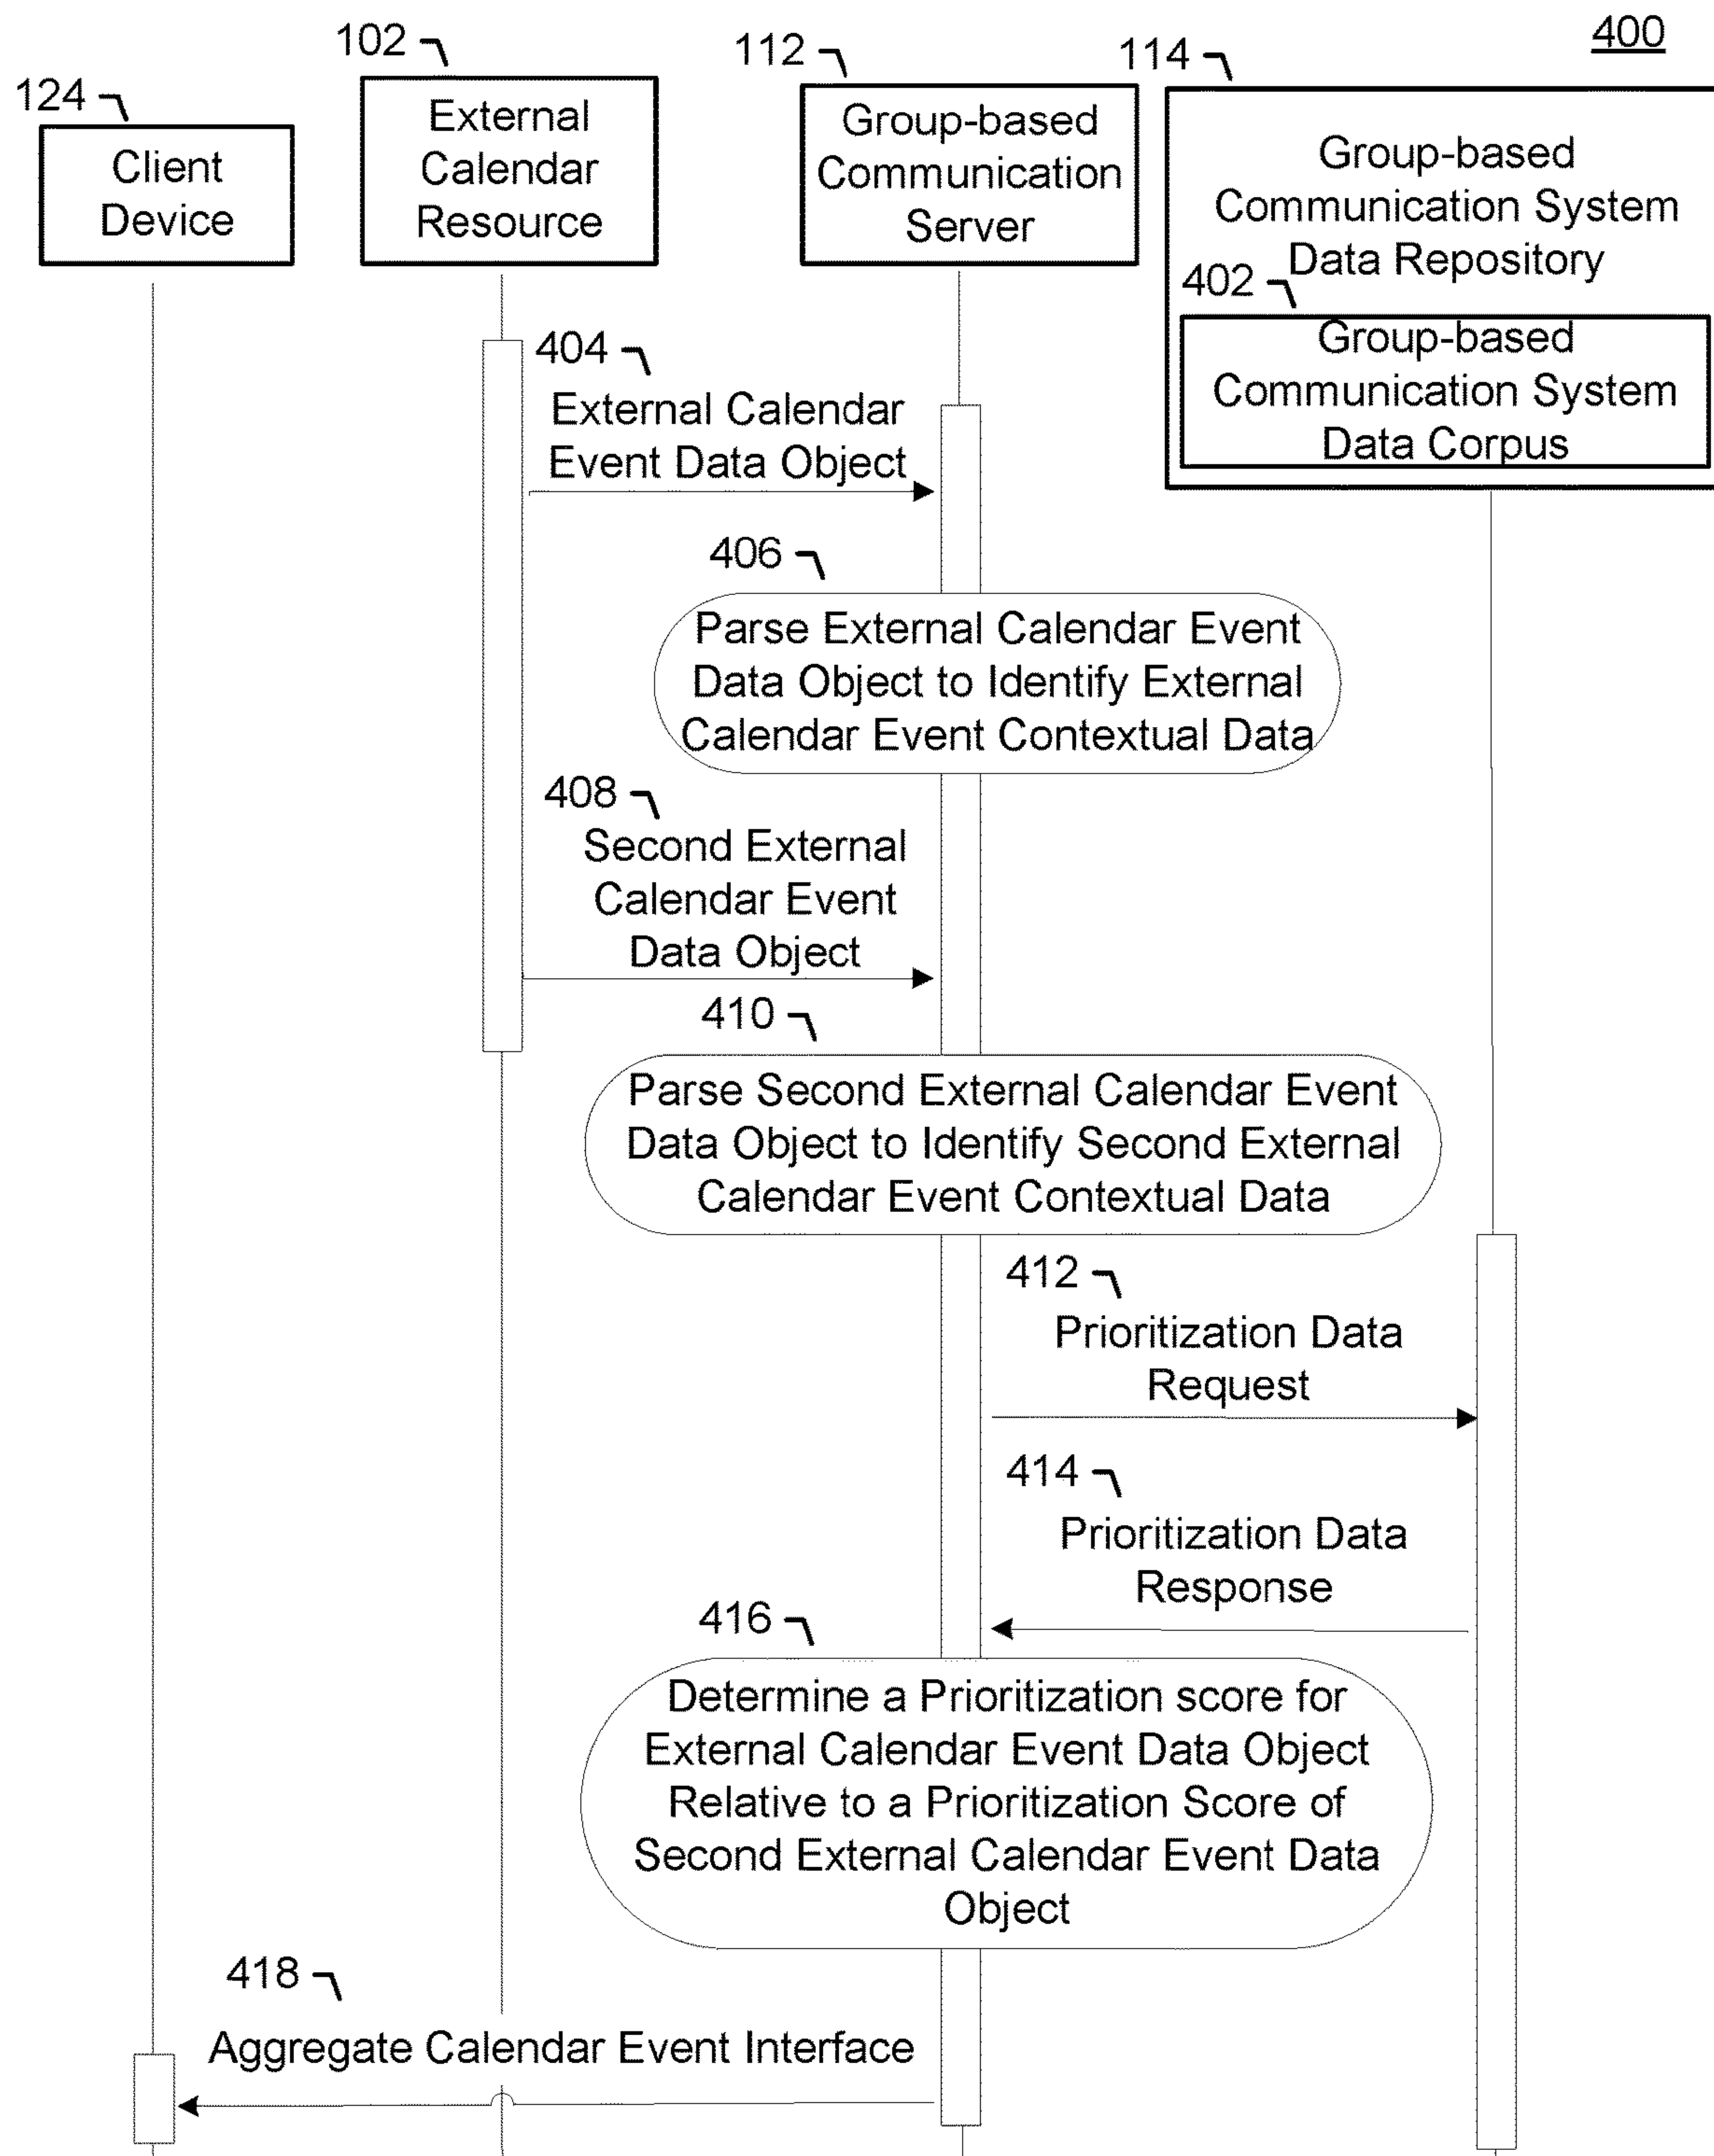 400
124
Client
Device
102
External
Calendar
Resource
112
Group-based
Communication
Server
114
Group-based
Communication System
Data Repository
402
Group-based
Communication System
Data Corpus
404
External Calendar
Event Data Object
406
Parse External Calendar Event
Data Object to Identify External
Calendar Event Contextual Data
408
Second External
Calendar Event
Data Object
410
Parse Second External Calendar Event
Data Object to Identify Second External
Calendar Event Contextual Data
412
Prioritization Data
Request
414
Prioritization Data
Response
416
Determine a Prioritization score for
External Calendar Event Data Object
Relative to a Prioritization Score of
Second External Calendar Event Data
Object
418
Aggregate Calendar Event Interface